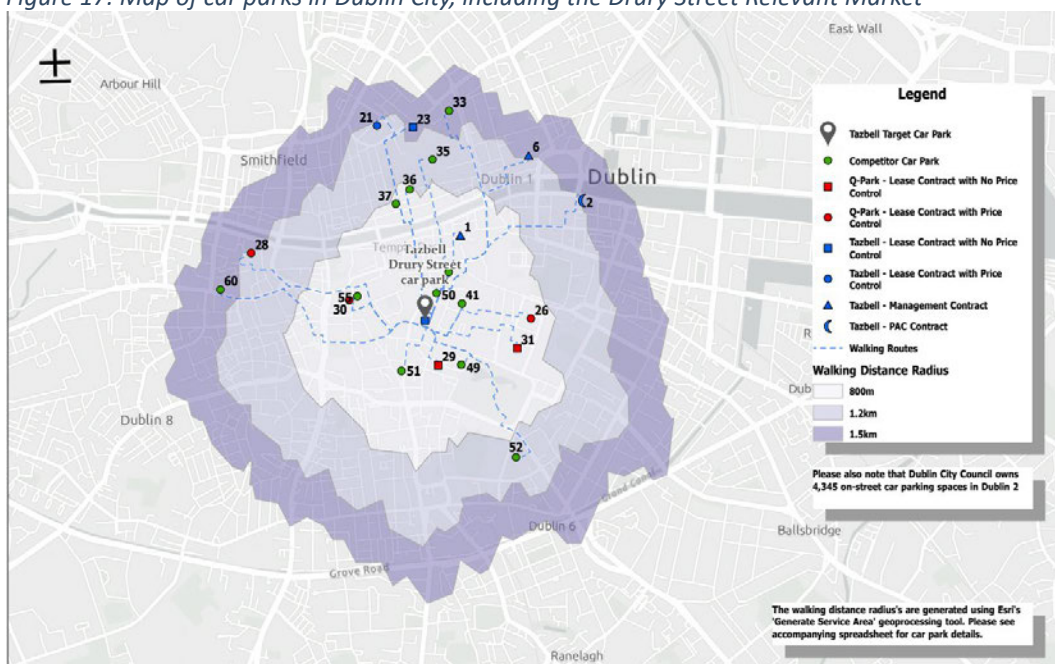 Figure 17: Map of car parks in Dublin City, including the Drury Street Relevant Market
East Wall
Arbour Hill
Legend
Tazbell Target Car Park
Competitor Car Park
Q-Park - Lease Contract with No Price
Control
Q-Park - Lease Contract with Price
Control
Tazbell - Lease Contract with No Price
Control
Tazbell - Lease Contract with Price
Control
Tazbell - Management Contract
Tazbell - PAC Contract
Walking Routes
Walking Distance Radius
800m
1.2km
1.5km
33
21
23
6
Smithfield
35
Dublin 1
Dublin
36
37
2
1
28
Tazbell
Drury Street
car park
60
55
30
50
41
26
31
29
49
51
Dublin 8
52
Please also note that Dublin City Council owns
4,345 on-street car parking spaces in Dublin 2
Dublin 6
Ballsbridge
Grove Road
The walking distance radius's are generated using Esri's
'Generate Service Area' geoprocessing tool. Please see
accompanying spreadsheet for car park details.
Ranelagh